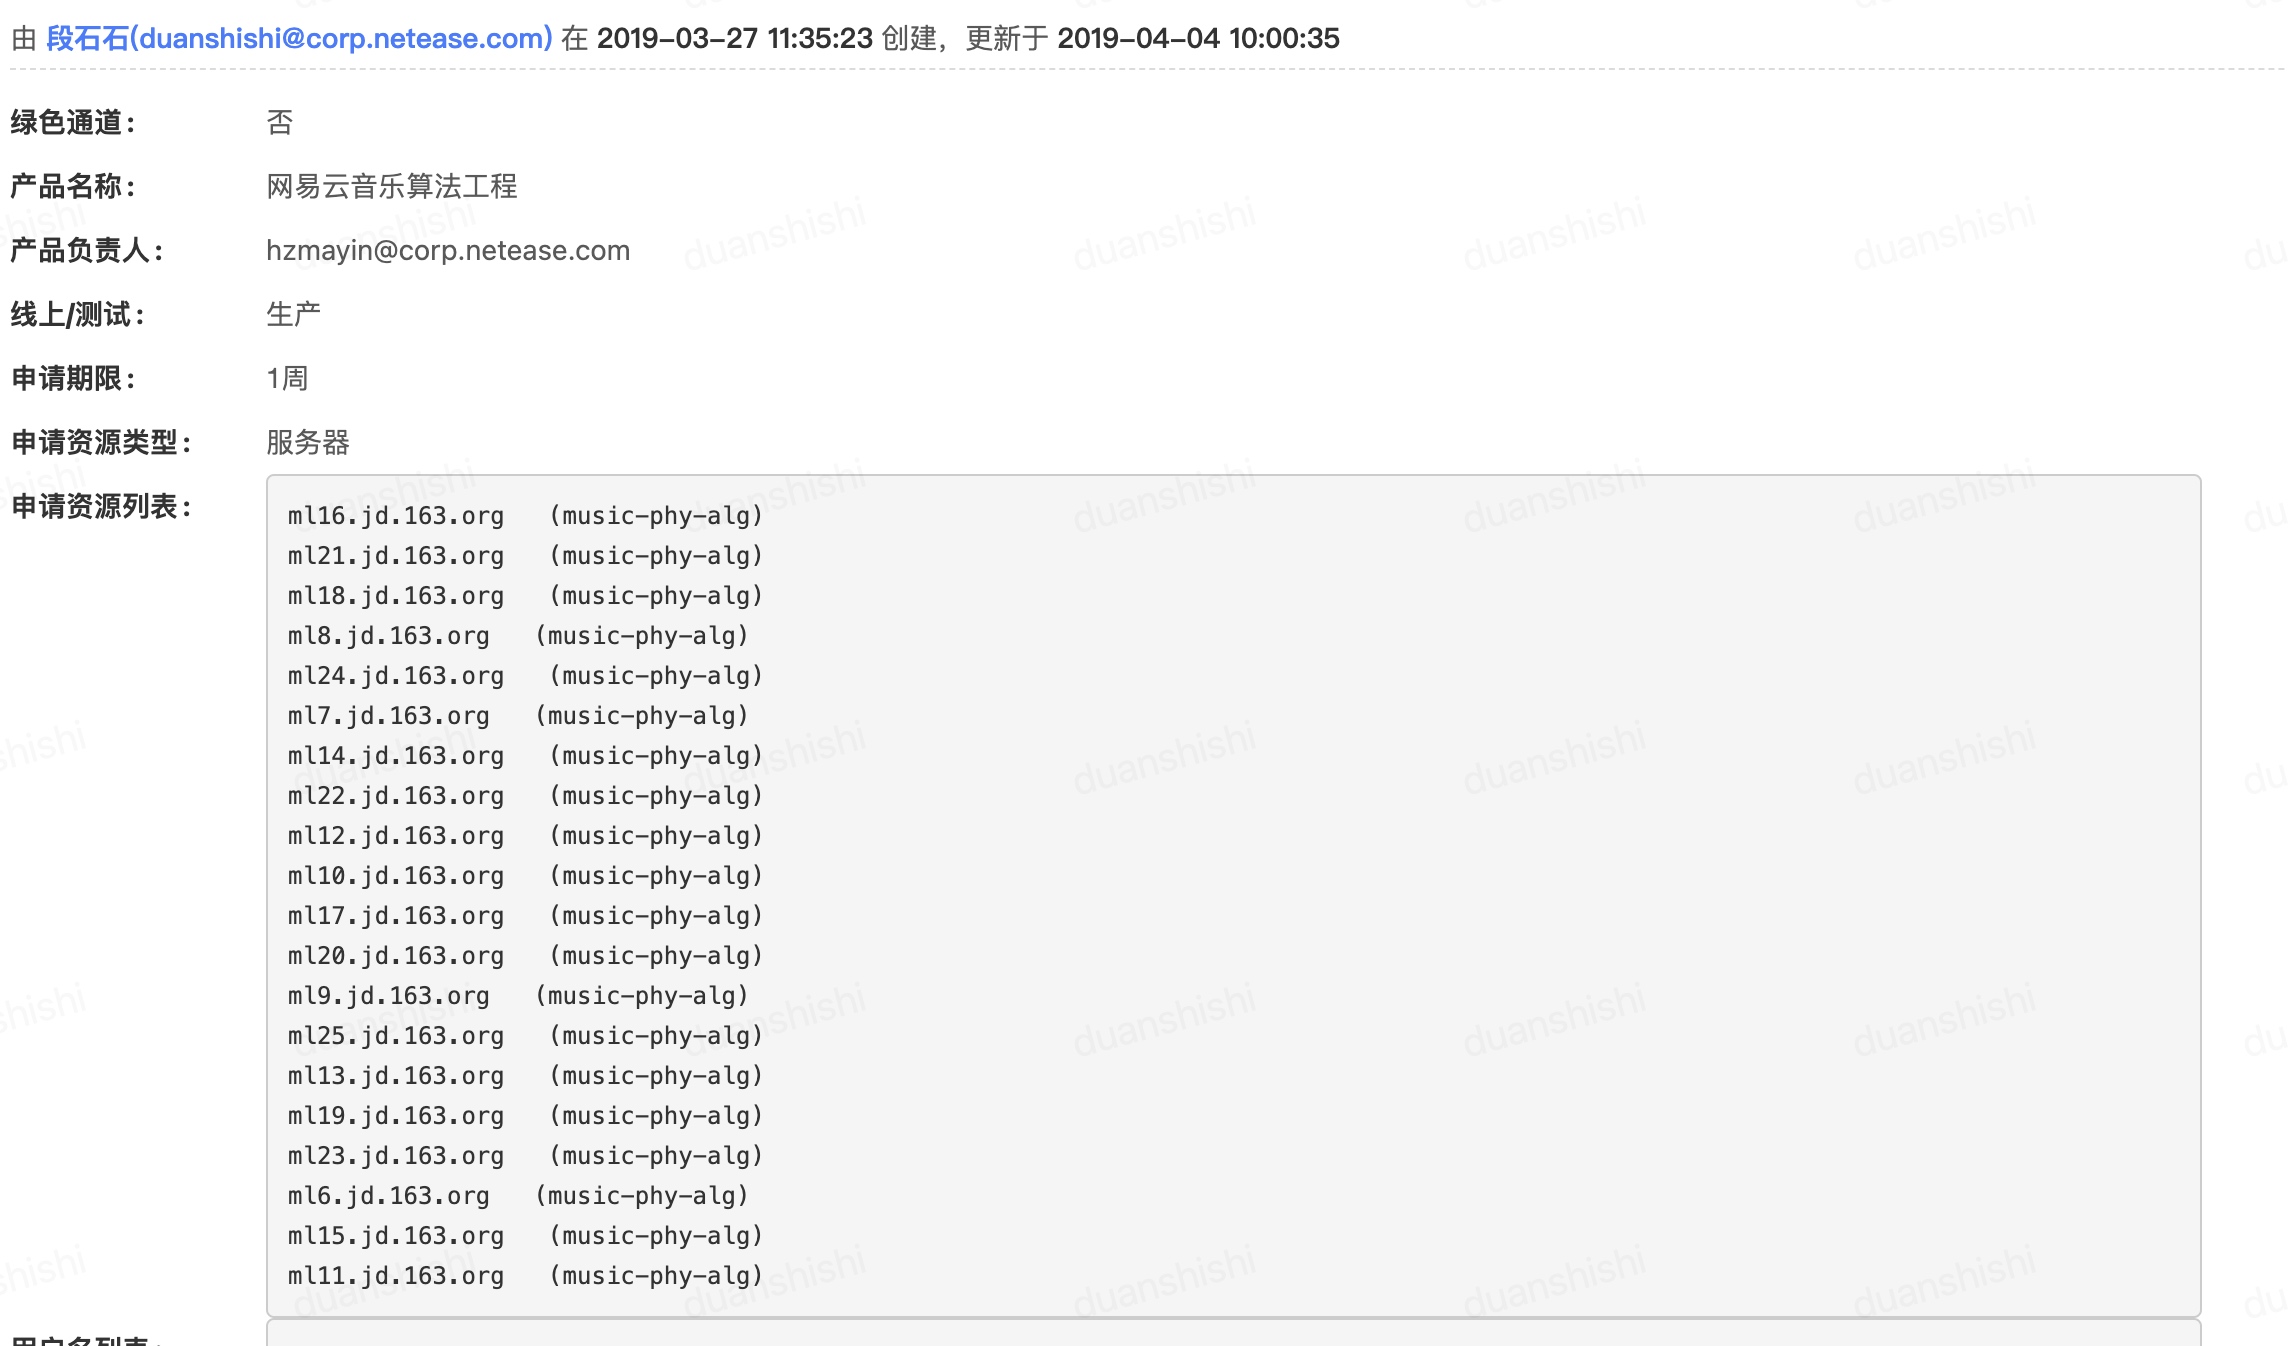 由 段石石(duanshishi@corp.netease.com) 在 2019-03-27 11:35:23 创建，更新于 2019-04-04 10:00:35
绿色通道： 否
产品名称： 网易云音乐算法工程
产品负责人： hzmayin@corp.netease.com
线上/测试： 生产
申请期限： 1周
申请资源类型： 服务器
申请资源列表：
ml16.jd.163.org (music-phy-alg)
ml21.jd.163.org (music-phy-alg)
ml18.jd.163.org (music-phy-alg)
ml8.jd.163.org (music-phy-alg)
ml24.jd.163.org (music-phy-alg)
ml7.jd.163.org (music-phy-alg)
ml14.jd.163.org (music-phy-alg)
ml22.jd.163.org (music-phy-alg)
ml12.jd.163.org (music-phy-alg)
ml10.jd.163.org (music-phy-alg)
ml17.jd.163.org (music-phy-alg)
ml20.jd.163.org (music-phy-alg)
ml9.jd.163.org (music-phy-alg)
ml25.jd.163.org (music-phy-alg)
ml13.jd.163.org (music-phy-alg)
ml19.jd.163.org (music-phy-alg)
ml23.jd.163.org (music-phy-alg)
ml6.jd.163.org (music-phy-alg)
ml15.jd.163.org (music-phy-alg)
ml11.jd.163.org (music-phy-alg)
用户名列表：
duanshishi